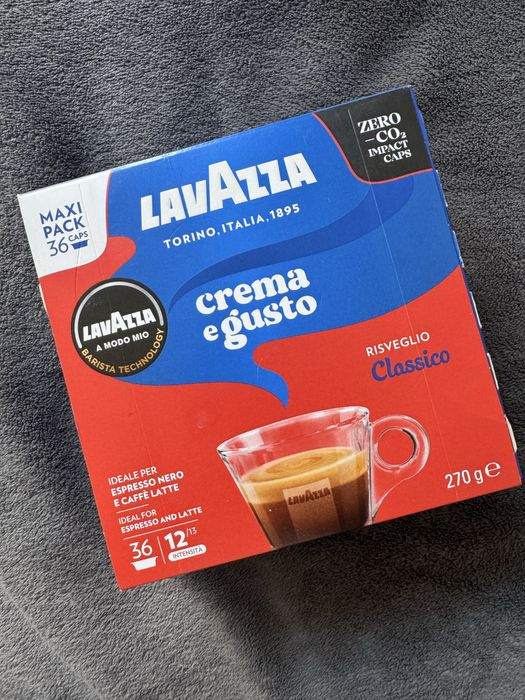 ZERO
–CO₂
IMPACT
CAPS
MAXI
PACK
36 CAPS
LAVAZZA
TORINO, ITALIA, 1895
crema
e gusto
LAVAZZA
A MODO MIO
BARISTA TECHNOLOGY
RISVEGLIO
Classico
IDEALE PER
ESPRESSO NERO
E CAFFÈ LATTE
IDEAL FOR
ESPRESSO AND LATTE
36
12/13
INTENSITÀ
LAVAZZA
270 g ℮